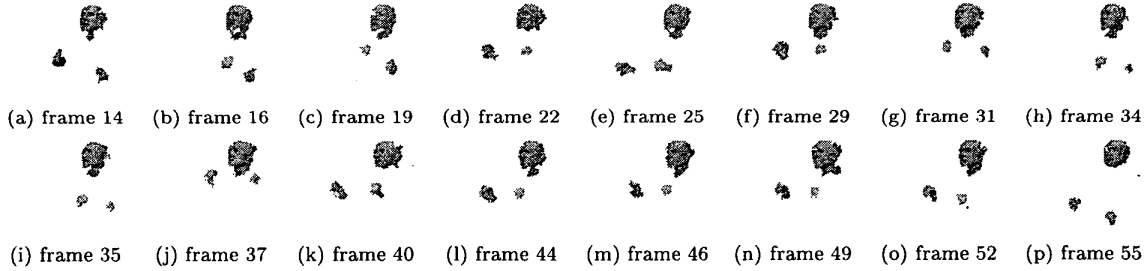 (a) frame 14 (b) frame 16 (c) frame 19 (d) frame 22 (e) frame 25 (f) frame 29 (g) frame 31 (h) frame 34
(i) frame 35 (j) frame 37 (k) frame 40 (l) frame 44 (m) frame 46 (n) frame 49 (o) frame 52 (p) frame 55